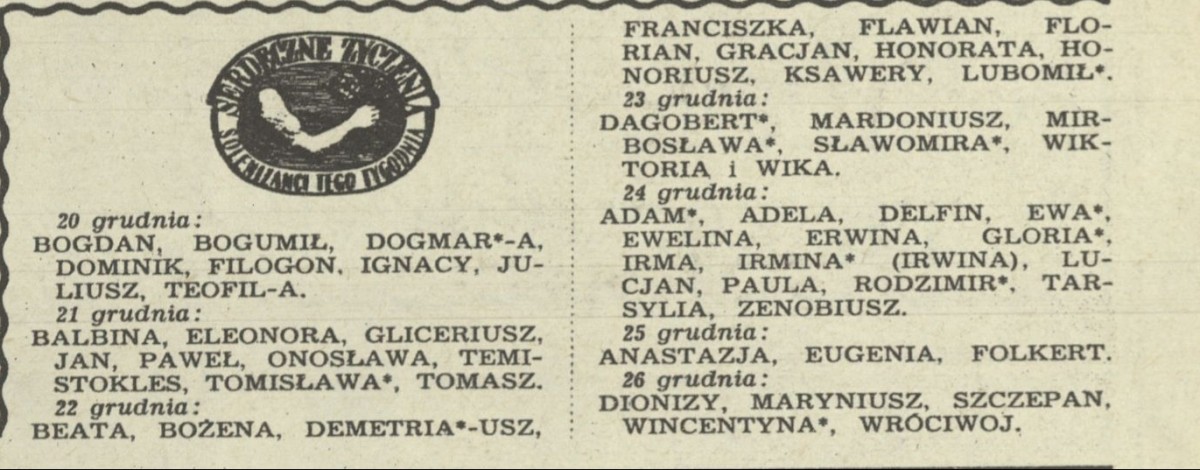 SERDECZNE ŻYCZENIA
SOLENIZANCI TEGO TYGODNIA
20 grudnia:
BOGDAN, BOGUMIŁ, DOGMAR*-A,
DOMINIK, FILOGON, IGNACY, JU-
LIUSZ, TEOFIL-A.
21 grudnia:
BALBINA, ELEONORA, GLICERIUSZ,
JAN, PAWEŁ, ONOSŁAWA, TEMI-
STOKLES, TOMISŁAWA*, TOMASZ.
22 grudnia:
BEATA, BOŻENA, DEMETRIA*-USZ,
FRANCISZKA, FLAWIAN, FLO-
RIAN, GRACJAN, HONORATA, HO-
NORIUSZ, KSAWERY, LUBOMIŁ*.
23 grudnia:
DAGOBERT*, MARDONIUSZ, MIR-
BOSŁAWA*, SŁAWOMIRA*, WIK-
TORIA i WIKA.
24 grudnia:
ADAM*, ADELA, DELFIN, EWA*,
EWELINA, ERWINA, GLORIA*,
IRMA, IRMINA* (IRWINA), LU-
CJAN, PAULA, RODZIMIR*, TAR-
SYLIA, ZENOBIUSZ.
25 grudnia:
ANASTAZJA, EUGENIA, FOLKERT.
26 grudnia:
DIONIZY, MARYNIUSZ, SZCZEPAN,
WINCENTYNA*, WRÓCIWOJ.